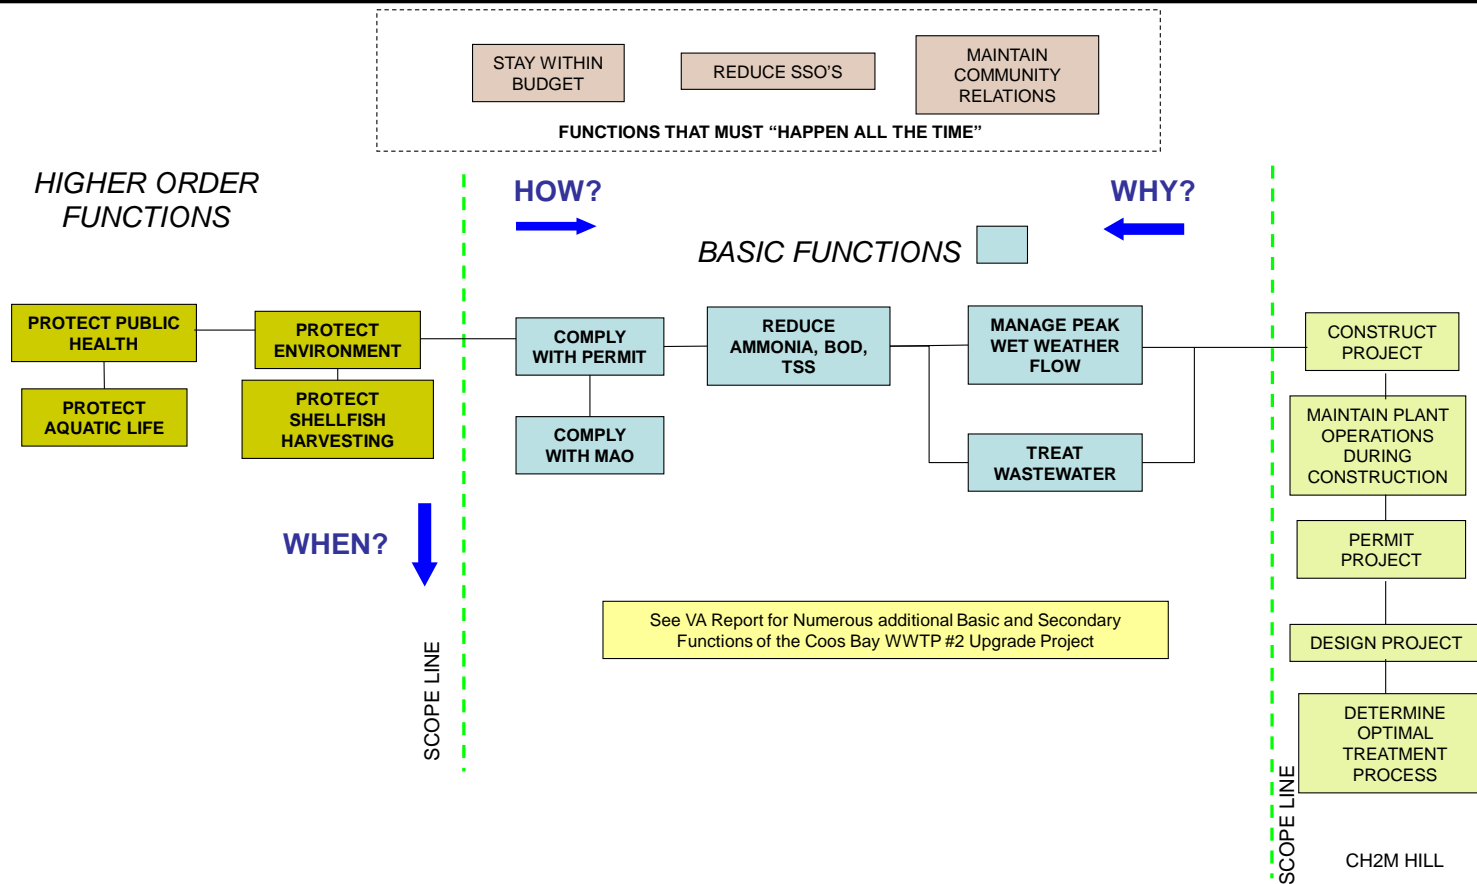 STAY WITHIN
BUDGET
REDUCE SSO'S
MAINTAIN
COMMUNITY
RELATIONS
FUNCTIONS THAT MUST “HAPPEN ALL THE TIME”
HIGHER ORDER
FUNCTIONS
HOW?
WHY?
BASIC FUNCTIONS
PROTECT PUBLIC
HEALTH
PROTECT
AQUATIC LIFE
PROTECT
ENVIRONMENT
PROTECT
SHELLFISH
HARVESTING
COMPLY
WITH PERMIT
COMPLY
WITH MAO
REDUCE
AMMONIA, BOD,
TSS
MANAGE PEAK
WET WEATHER
FLOW
TREAT
WASTEWATER
CONSTRUCT
PROJECT
MAINTAIN PLANT
OPERATIONS
DURING
CONSTRUCTION
PERMIT
PROJECT
DESIGN PROJECT
DETERMINE
OPTIMAL
TREATMENT
PROCESS
WHEN?
SCOPE LINE
See VA Report for Numerous additional Basic and Secondary
Functions of the Coos Bay WWTP #2 Upgrade Project
SCOPE LINE
CH2M HILL